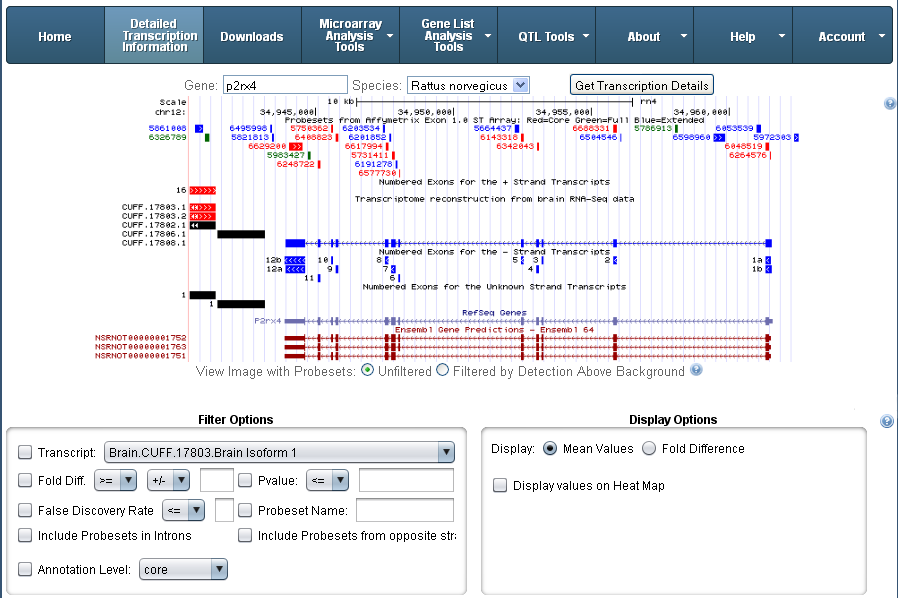 Home
Detailed Transcription Information
Downloads
Microarray Analysis Tools
Gene List Analysis Tools
QTL Tools
About
Help
Account
Gene: p2rx4 Species: Rattus norvegicus Get Transcription Details
Scale 10 kb rn4
chr12: 34,945,000 34,950,000 34,955,000 34,960,000
Probesets from Affymetrix Exon 1.0 ST Array: Red=Core Green=Full Blue=Extended
5861008 6495998 5750362 6203534 5664437 6688331 5786913 6053539
6326789 5821813 6408823 6201852 6143318 6504546 6598960 5972303
6629200 6617994 6342043 6048519
5983427 5731411 6264576
6248722 6191278
6577730
Numbered Exons for the + Strand Transcripts
16
Transcriptome reconstruction from brain RNA-Seq data
CUFF.17803.1
CUFF.17803.2
CUFF.17802.1
CUFF.17806.1
CUFF.17808.1
Numbered Exons for the - Strand Transcripts
12b 10 8 5 3 2 1a
12a 9 7 4 1b
11 6
Numbered Exons for the Unknown Strand Transcripts
1
1
RefSeq Genes
P2rx4
Ensembl Gene Predictions - Ensembl 64
NSRNOT00000001752
NSRNOT00000001763
NSRNOT00000001751
View Image with Probesets: Unfiltered Filtered by Detection Above Background
Filter Options
Transcript: Brain.CUFF.17803.Brain Isoform 1
Fold Diff. >= +/- Pvalue: <=
False Discovery Rate <= Probeset Name:
Include Probesets in Introns Include Probesets from opposite stra
Annotation Level: core
Display Options
Display: Mean Values Fold Difference
Display values on Heat Map